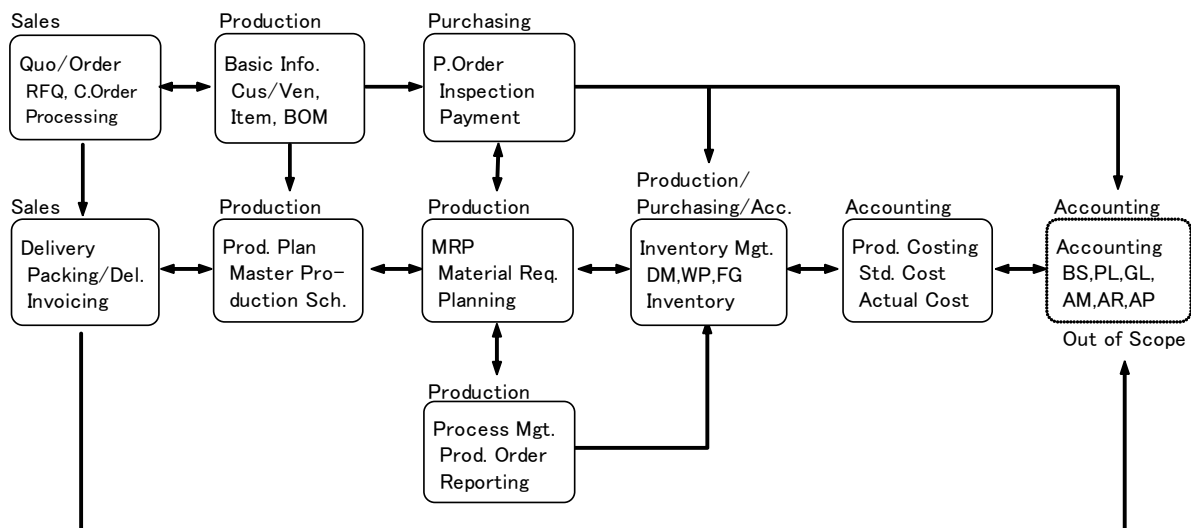 Sales
Quo/Order
RFQ, C.Order
Processing
Production
Basic Info.
Cus/Ven,
Item, BOM
Purchasing
P.Order
Inspection
Payment
Sales
Delivery
Packing/Del.
Invoicing
Production
Prod. Plan
Master Pro-
duction Sch.
Production
MRP
Material Req.
Planning
Production/
Purchasing/Acc.
Inventory Mgt.
DM,WP,FG
Inventory
Accounting
Prod. Costing
Std. Cost
Actual Cost
Accounting
Accounting
BS,PL,GL,
AM,AR,AP
Out of Scope
Production
Process Mgt.
Prod. Order
Reporting